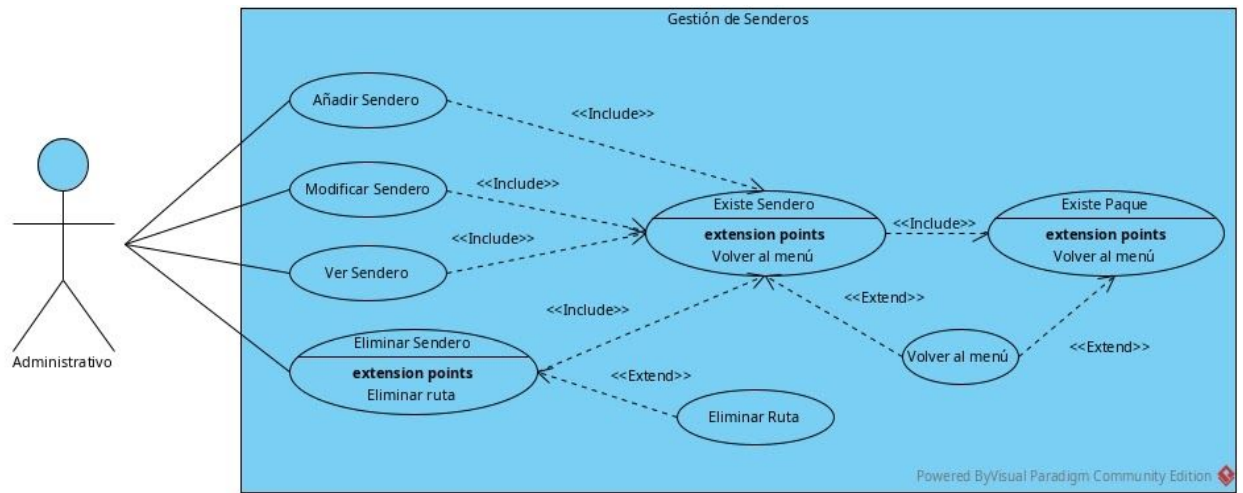 Gestión de Senderos
Añadir Sendero
<<Include>>
Modificar Sendero
<<Include>>
Existe Sendero
extension points
Volver al menú
<<Include>>
Existe Paque
extension points
Volver al menú
Ver Sendero
<<Include>>
<<Include>>
<<Extend>>
Eliminar Sendero
extension points
Eliminar ruta
Volver al menú
<<Extend>>
<<Extend>>
Eliminar Ruta
Administrativo
Powered ByVisual Paradigm Community Edition